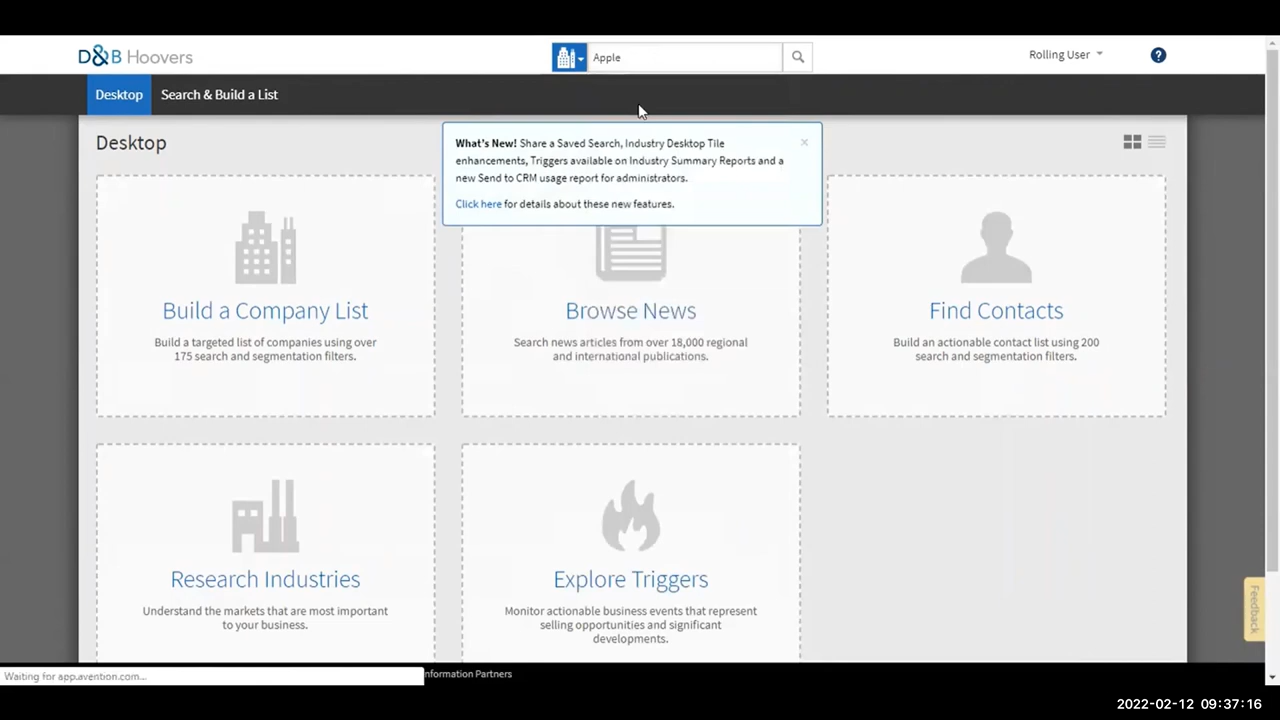 D&B Hoovers
Apple
Rolling User
?
Desktop
Search & Build a List
Desktop
What's New! Share a Saved Search, Industry Desktop Tile
enhancements, Triggers available on Industry Summary Reports and a
new Send to CRM usage report for administrators.
Click here for details about these new features.
Build a Company List
Build a targeted list of companies using over
175 search and segmentation filters.
Browse News
Search news articles from over 18,000 regional
and international publications.
Find Contacts
Build an actionable contact list using 200
search and segmentation filters.
Research Industries
Understand the markets that are most important
to your business.
Explore Triggers
Monitor actionable business events that represent
selling opportunities and significant
developments.
Feedback
Waiting for app.avention.com...
nformation Partners
2022-02-12 09:37:16